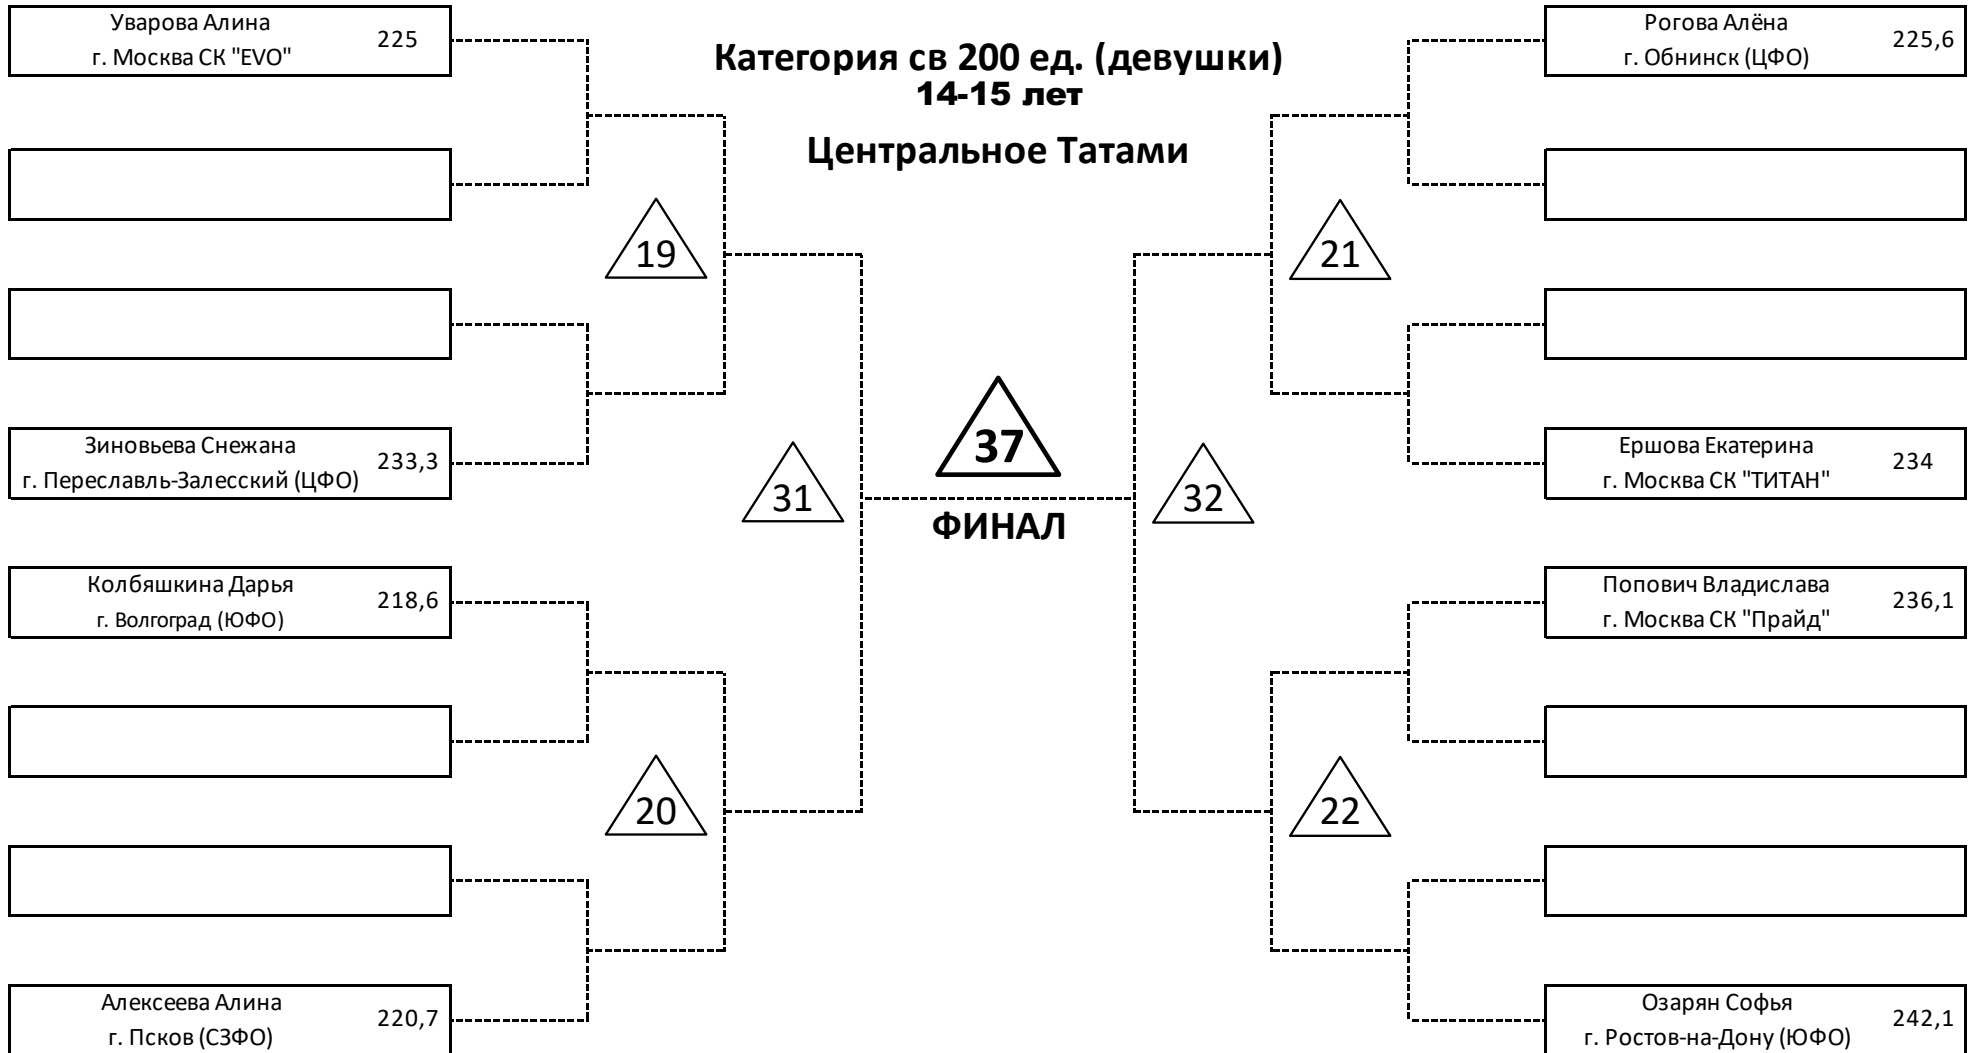 Уварова Алина
г. Москва СК "EVO"
225
Категория св 200 ед. (девушки)
14-15 лет
Центральное Татами
Рогова Алёна
г. Обнинск (ЦФО)
225,6
19
21
Зиновьева Снежана
г. Переславль-Залесский (ЦФО)
233,3
37
ФИНАЛ
31
32
Ершова Екатерина
г. Москва СК "ТИТАН"
234
Колбяшкина Дарья
г. Волгоград (ЮФО)
218,6
Попович Владислава
г. Москва СК "Прайд"
236,1
20
22
Алексеева Алина
г. Псков (СЗФО)
220,7
Озарян Софья
г. Ростов-на-Дону (ЮФО)
242,1